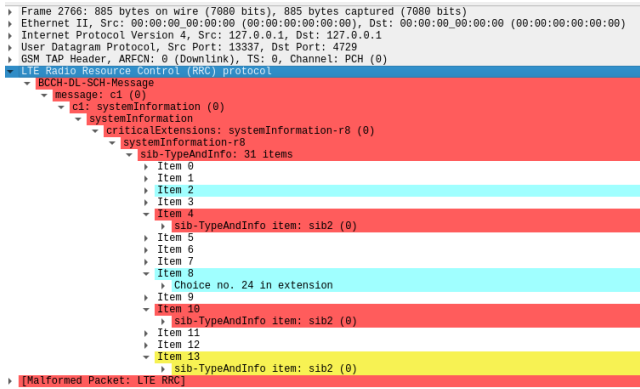 Frame 2766: 885 bytes on wire (7080 bits), 885 bytes captured (7080 bits)
Ethernet II, Src: 00:00:00_00:00:00 (00:00:00:00:00:00), Dst: 00:00:00_00:00:00 (00:00:00:00:00:00)
Internet Protocol Version 4, Src: 127.0.0.1, Dst: 127.0.0.1
User Datagram Protocol, Src Port: 13337, Dst Port: 4729
GSM TAP Header, ARFCN: 0 (Downlink), TS: 0, Channel: PCH (0)
LTE Radio Resource Control (RRC) protocol
BCCH-DL-SCH-Message
message: c1 (0)
c1: systemInformation (0)
systemInformation
criticalExtensions: systemInformation-r8 (0)
systemInformation-r8
sib-TypeAndInfo: 31 items
Item 0
Item 1
Item 2
Item 3
Item 4
sib-TypeAndInfo item: sib2 (0)
Item 5
Item 6
Item 7
Item 8
Choice no. 24 in extension
Item 9
Item 10
sib-TypeAndInfo item: sib2 (0)
Item 11
Item 12
Item 13
sib-TypeAndInfo item: sib2 (0)
[Malformed Packet: LTE RRC]